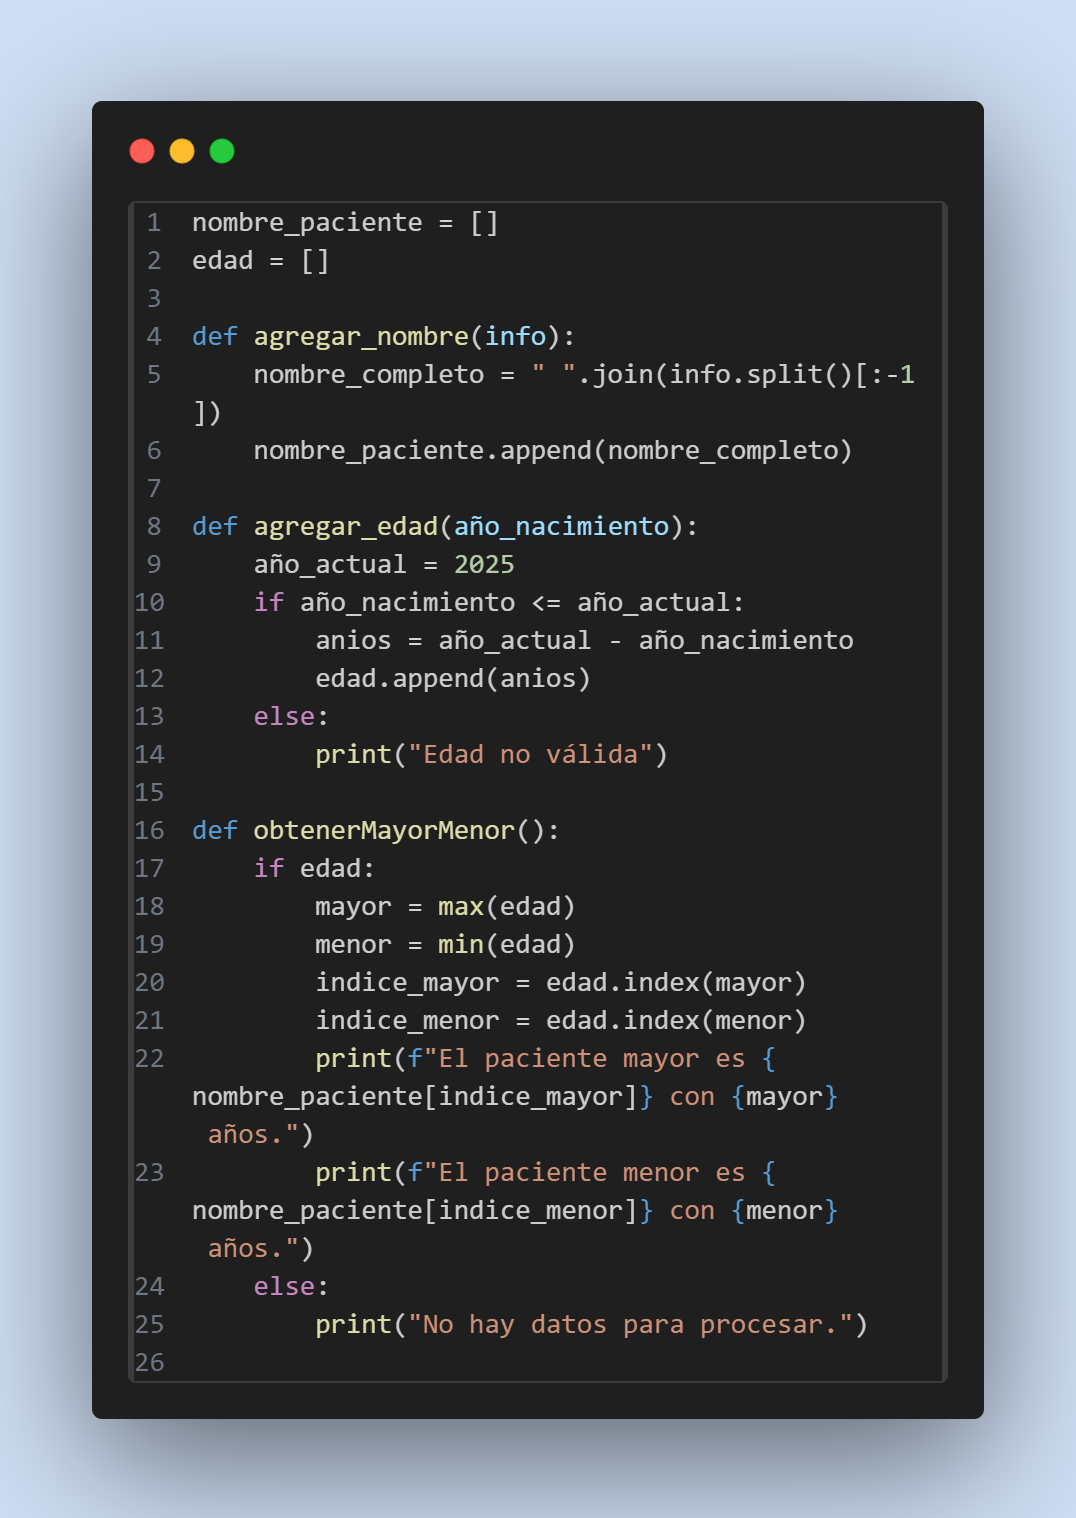 1 nombre_paciente = []
2 edad = []
3
4 def agregar_nombre(info):
5     nombre_completo = " ".join(info.split()[:-1
])
6     nombre_paciente.append(nombre_completo)
7
8 def agregar_edad(año_nacimiento):
9     año_actual = 2025
10     if año_nacimiento <= año_actual:
11         anios = año_actual - año_nacimiento
12         edad.append(anios)
13     else:
14         print("Edad no válida")
15
16 def obtenerMayorMenor():
17     if edad:
18         mayor = max(edad)
19         menor = min(edad)
20         indice_mayor = edad.index(mayor)
21         indice_menor = edad.index(menor)
22         print(f"El paciente mayor es {
nombre_paciente[indice_mayor]} con {mayor}
 años.")
23         print(f"El paciente menor es {
nombre_paciente[indice_menor]} con {menor}
 años.")
24     else:
25         print("No hay datos para procesar.")
26